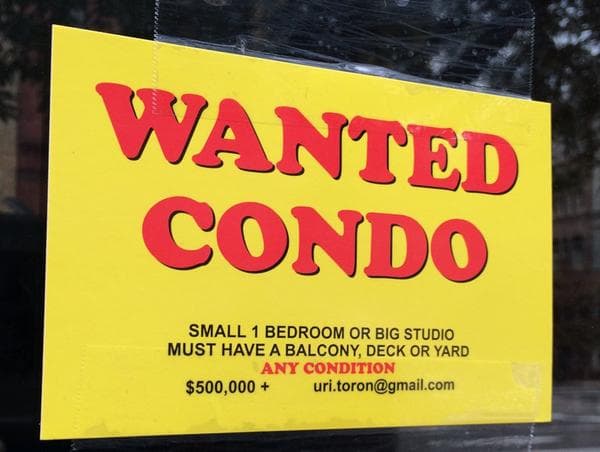 WANTED
CONDO
SMALL 1 BEDROOM OR BIG STUDIO
MUST HAVE A BALCONY, DECK OR YARD
ANY CONDITION
$500,000 + uri.toron@gmail.com